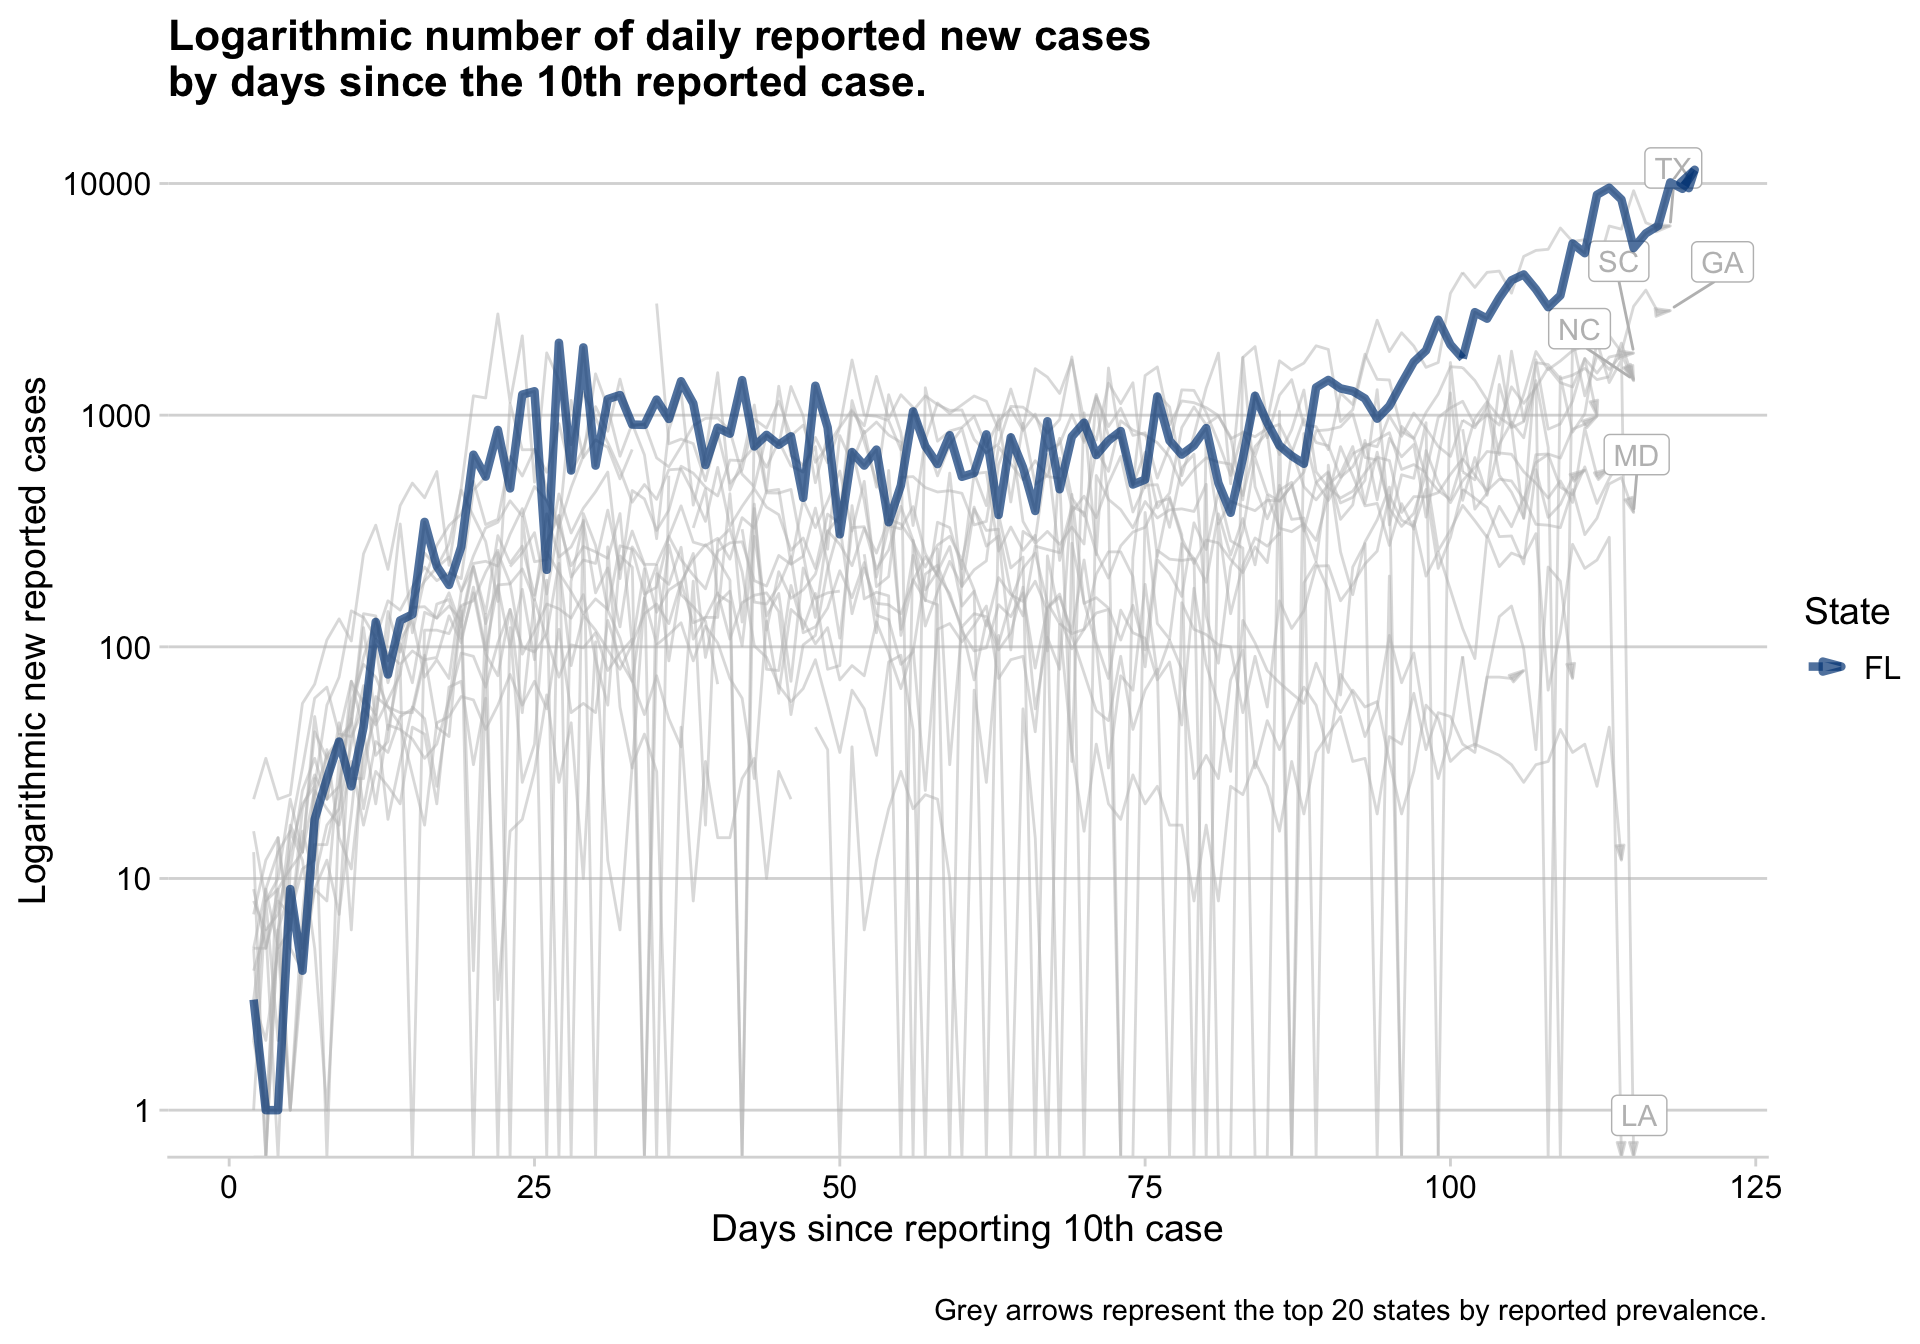 Logarithmic number of daily reported new cases
by days since the 10th reported case.
Logarithmic new reported cases
10000
1000
100
10
1
TX
SC
GA
NC
MD
LA
State
FL
0
25
50
75
100
125
Days since reporting 10th case
Grey arrows represent the top 20 states by reported prevalence.